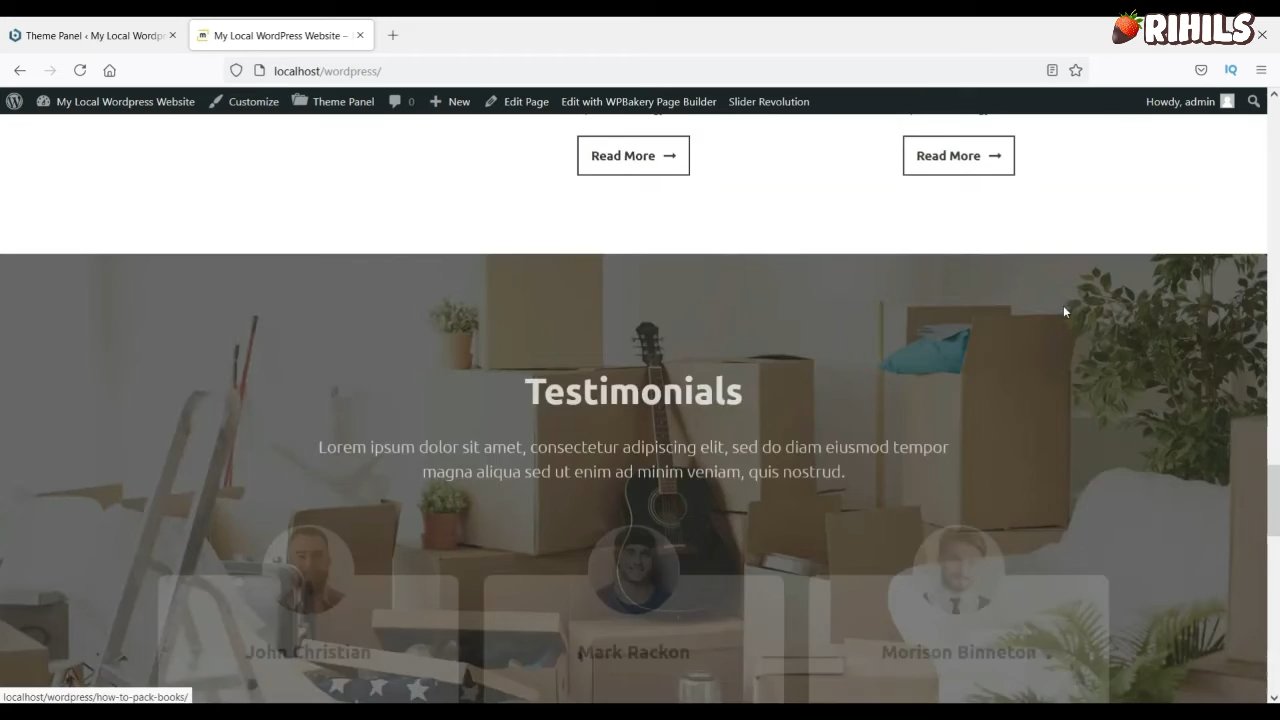 RIHILS
Theme Panel ‹ My Local Wordpr
My Local WordPress Website –
localhost/wordpress/
IQ
My Local Wordpress Website
Customize
Theme Panel
0
New
Edit Page
Edit with WPBakery Page Builder
Slider Revolution
Howdy, admin
Read More
Read More
Testimonials
Lorem ipsum dolor sit amet, consectetur adipiscing elit, sed do diam eiusmod tempor
magna aliqua sed ut enim ad minim veniam, quis nostrud.
John Christian
Mark Rackon
Morison Binneton
localhost/wordpress/how-to-pack-books/